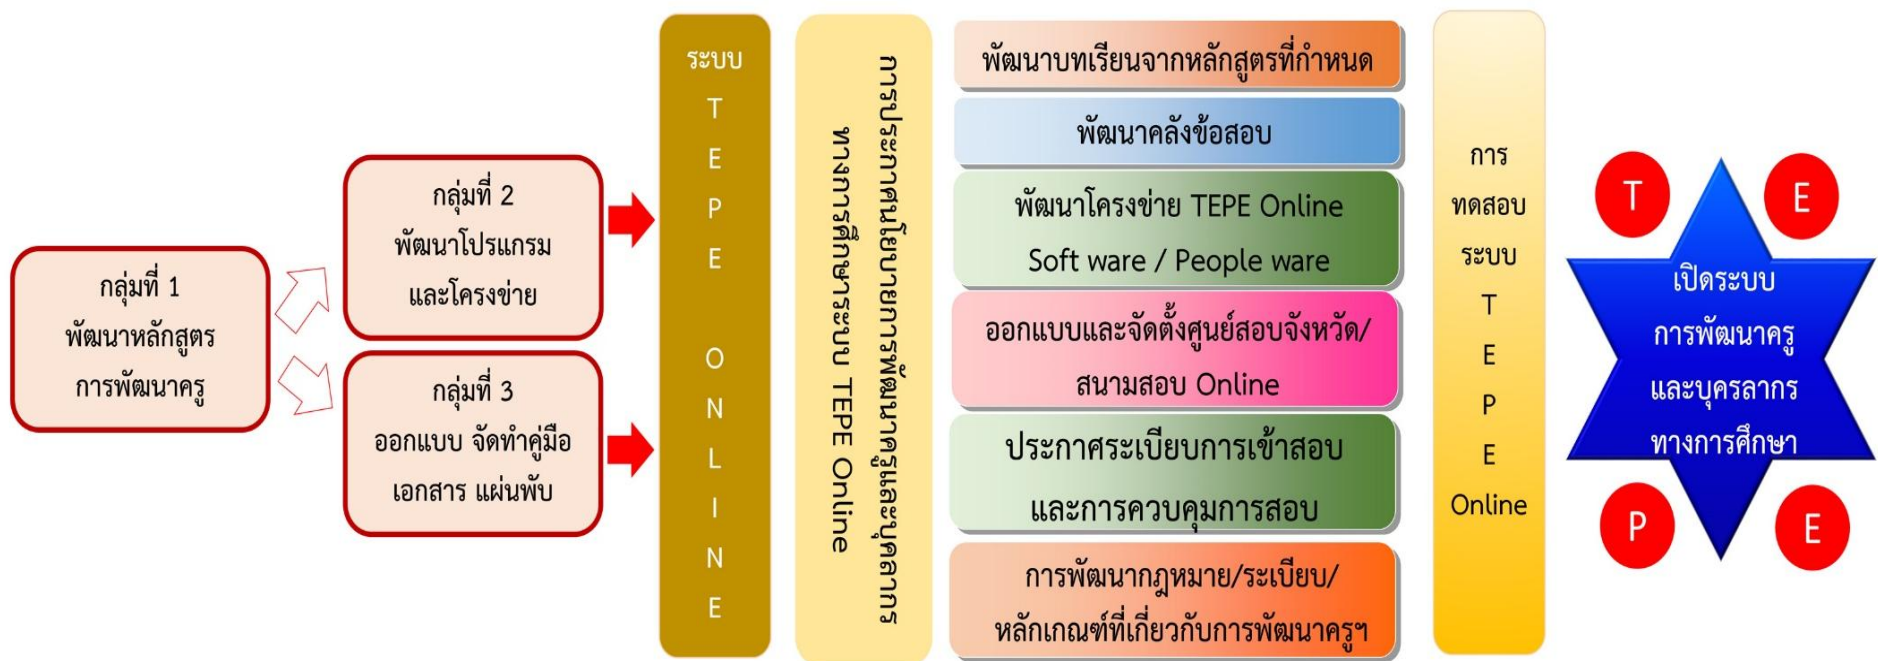 กลุ่มที่ 1
พัฒนาหลักสูตร
การพัฒนาครู
กลุ่มที่ 2
พัฒนาโปรแกรม
และโครงข่าย
กลุ่มที่ 3
ออกแบบ จัดทำคู่มือ
เอกสาร แผ่นพับ
ระบบ
T
E
P
E
O
N
L
I
N
E
การประกาศนโยบายการพัฒนาครูและบุคลากร
ทางการศึกษาระบบ TEPE Online
พัฒนาบทเรียนจากหลักสูตรที่กำหนด
พัฒนาคลังข้อสอบ
พัฒนาโครงข่าย TEPE Online
Soft ware / People ware
ออกแบบและจัดตั้งศูนย์สอบจังหวัด/
สนามสอบ Online
ประกาศระเบียบการเข้าสอบ
และการควบคุมการสอบ
การพัฒนากฎหมาย/ระเบียบ/
หลักเกณฑ์ที่เกี่ยวกับการพัฒนาครูฯ
การ
ทดสอบ
ระบบ
T
E
P
E
Online
T
E
เปิดระบบ
การพัฒนาครู
และบุครลากร
ทางการศึกษา
P
E